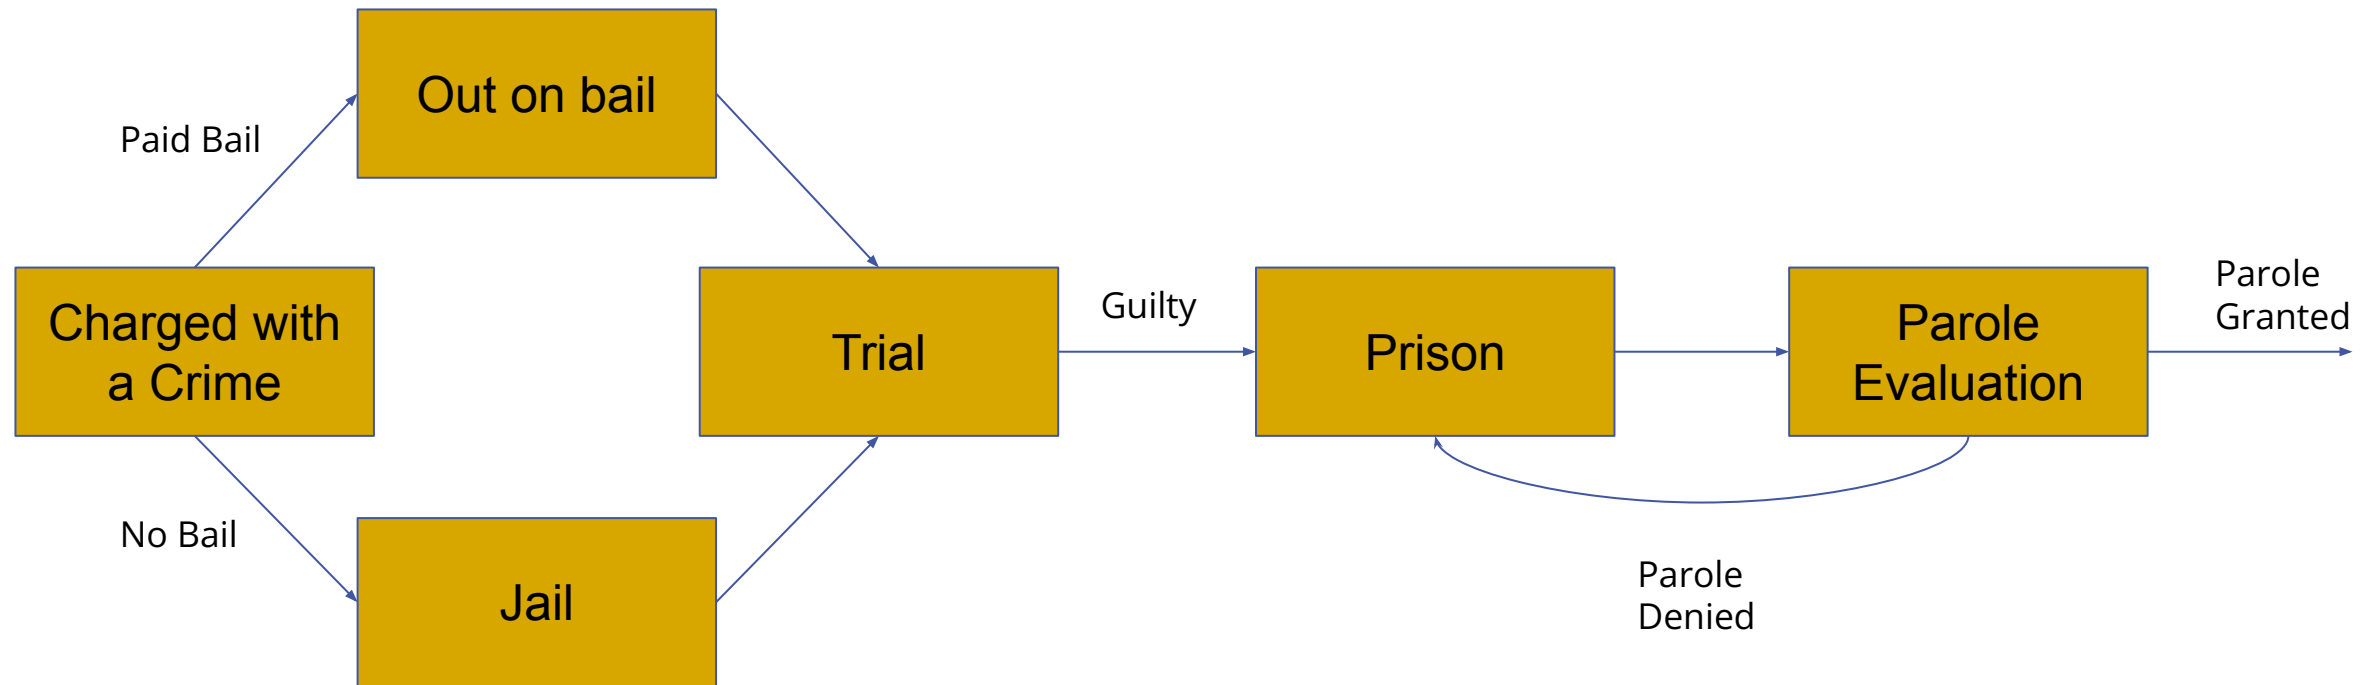 Out on bail
Paid Bail
Charged with
a Crime
Trial
Guilty
Prison
Parole
Evaluation
Parole
Granted
No Bail
Jail
Parole
Denied